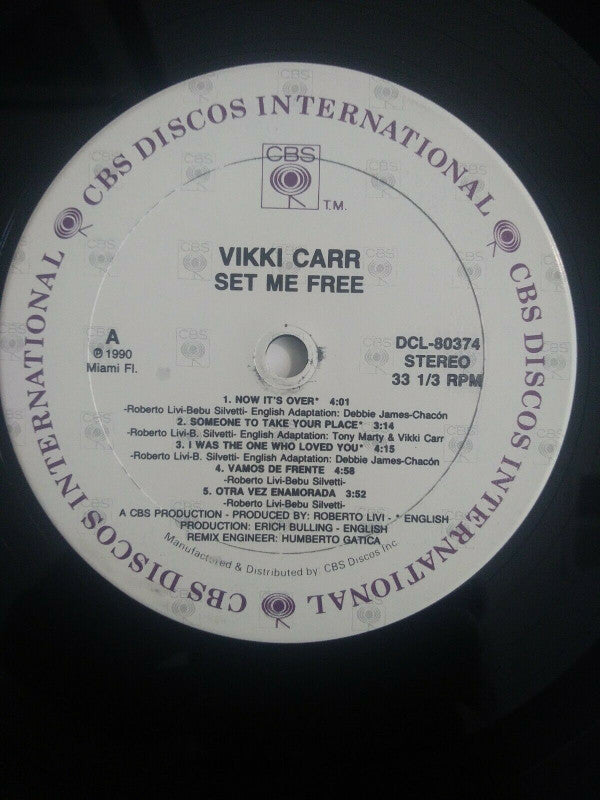 CBS DISCOS INTERNATIONAL
CBS DISCOS INTERNATIONAL
CBS DISCOS INTERNATIONAL
CBS
T.M.
VIKKI CARR
SET ME FREE
A
℗ 1990
Miami Fl.
DCL-80374
STEREO
33 1/3 RPM
1. NOW IT'S OVER* 4:01
-Roberto Livi-Bebu Silvetti- English Adaptation: Debbie James-Chacón
2. SOMEONE TO TAKE YOUR PLACE* 3:14
-Roberto Livi-B. Silvetti- English Adaptation: Tony Marty & Vikki Carr
3. I WAS THE ONE WHO LOVED YOU* 4:15
-Roberto Livi-B. Silvetti- English Adaptation: Debbie James-Chacón
4. VAMOS DE FRENTE 4:58
-Roberto Livi-Bebu Silvetti-
5. OTRA VEZ ENAMORADA 3:52
-Roberto Livi-Bebu Silvetti-
A CBS PRODUCTION - PRODUCED BY: ROBERTO LIVI - * ENGLISH
PRODUCTION: ERICH BULLING - ENGLISH
REMIX ENGINEER: HUMBERTO GATICA
Manufactured & Distributed by CBS Discos Inc